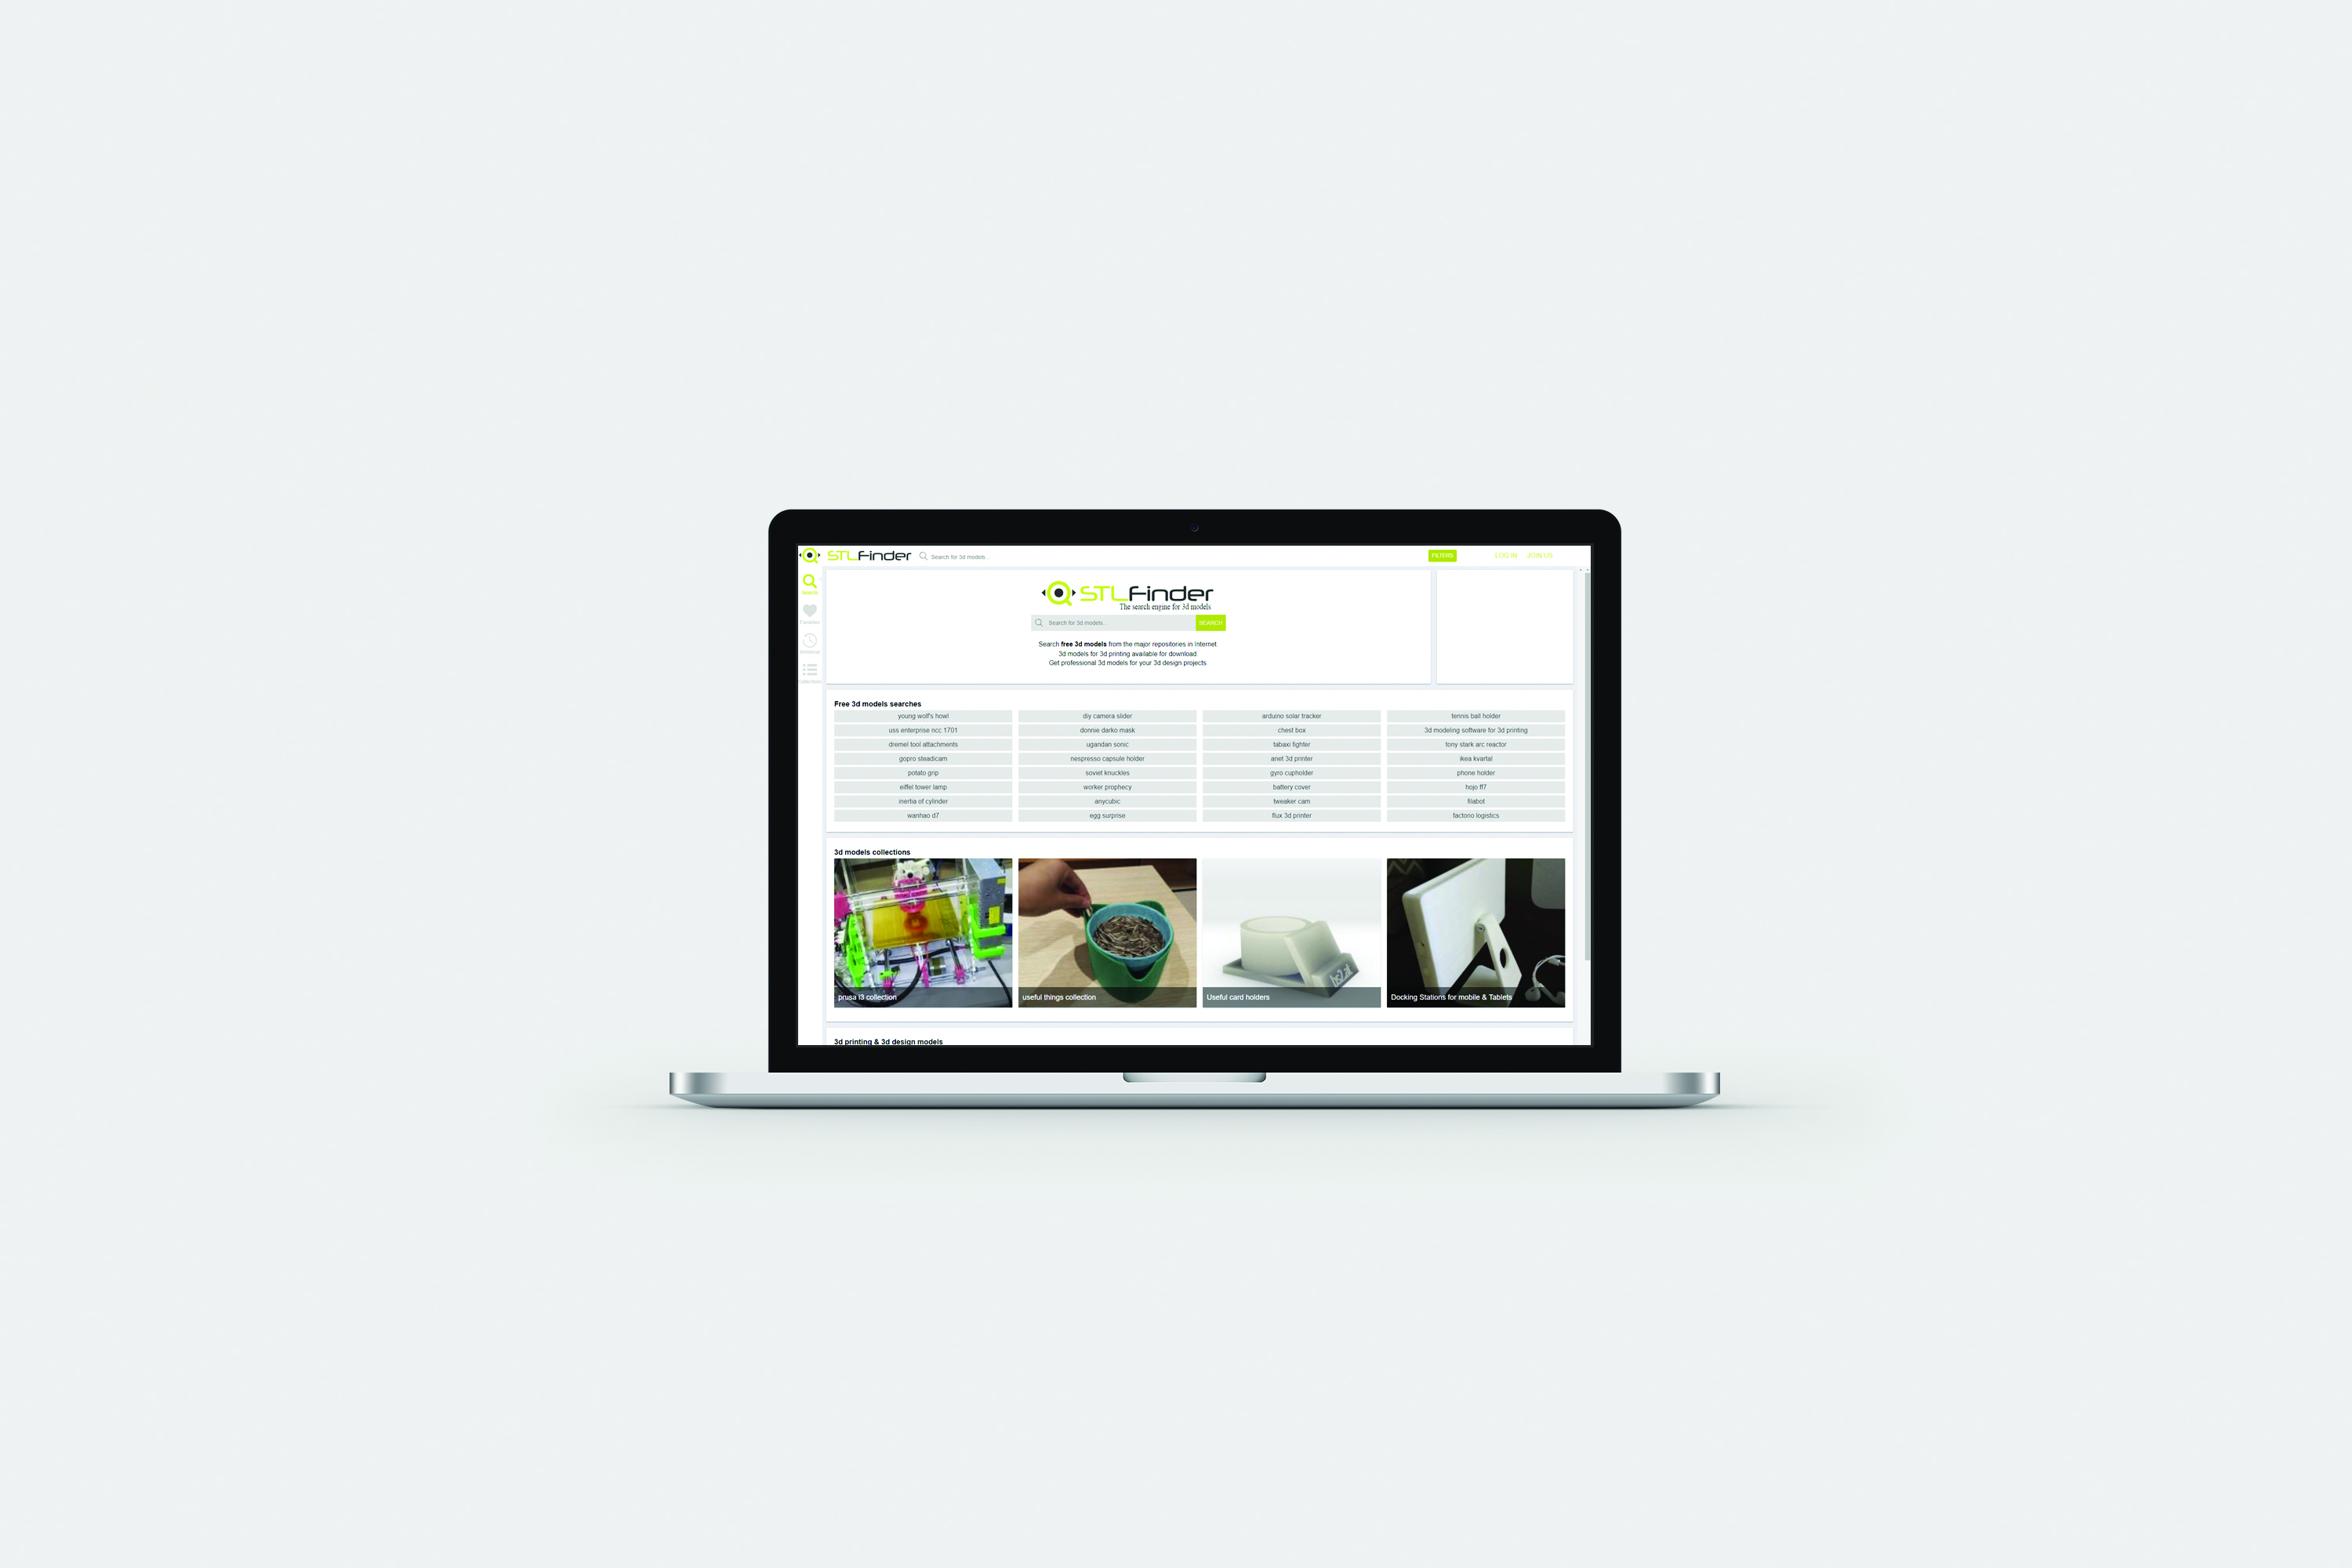 STLFinder
Search for 3d models...
FILTERS
LOG IN
JOIN US
Search
Favorites
Historical
Collections
STLFinder
The search engine for 3d models
Search for 3d models...
SEARCH
Search free 3d models from the major repositories in Internet.
3d models for 3d printing available for download.
Get professional 3d models for your 3d design projects
Free 3d models searches
young wolf's howl
diy camera slider
arduino solar tracker
tennis ball holder
uss enterprise ncc 1701
donnie darko mask
chest box
3d modeling software for 3d printing
dremel tool attachments
ugandan sonic
tabaxi fighter
tony stark arc reactor
gopro steadicam
nespresso capsule holder
anet 3d printer
ikea kvartal
potato grip
soviet knuckles
gyro cupholder
phone holder
eiffel tower lamp
worker prophecy
battery cover
hojo ff7
inertia of cylinder
anycubic
tweaker cam
filabot
wanhao d7
egg surprise
flux 3d printer
factorio logistics
3d models collections
prusa i3 collection
useful things collection
Useful card holders
Docking Stations for mobile & Tablets
3d printing & 3d design models